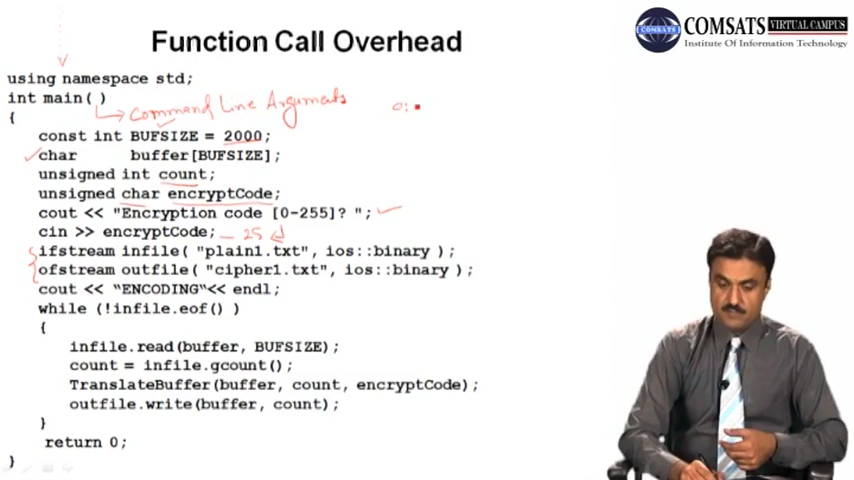 COMSATS VIRTUAL CAMPUS
COMSATS
Institute Of Information Technology
Function Call Overhead
using namespace std;
int main( )
Command Line Arguments
{
const int BUFSIZE = 2000;
char buffer[BUFSIZE];
unsigned int count;
unsigned char encryptCode;
cout << "Encryption code [0-255]? ";
cin >> encryptCode; 25
ifstream infile( "plain1.txt", ios::binary );
ofstream outfile( "cipher1.txt", ios::binary );
cout << "ENCODING"<< endl;
while (!infile.eof() )
{
infile.read(buffer, BUFSIZE);
count = infile.gcount();
TranslateBuffer(buffer, count, encryptCode);
outfile.write(buffer, count);
}
return 0;
}